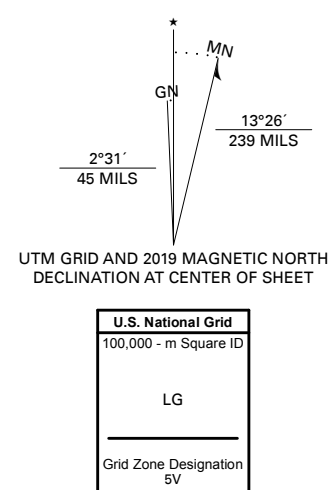 ★
MN
GN
13°26´
239 MILS
2°31´
45 MILS
UTM GRID AND 2019 MAGNETIC NORTH
DECLINATION AT CENTER OF SHEET
U.S. National Grid
100,000 - m Square ID
LG
Grid Zone Designation
5V